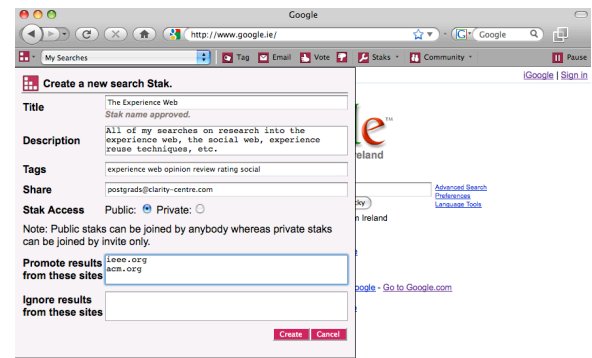 Google
http://www.google.ie/
G
Google
My Searches
Tag
Email
Vote
Staks
Community
Pause
Create a new search Stak.
iGoogle | Sign in
Title
The Experience Web
Stak name approved.
Description
All of my searches on research into the
experience web, the social web, experience
reuse techniques, etc.
le™
eland
Tags
experience web opinion review rating social
Share
postgrads@clarity-centre.com
Advanced Search
Preferences
Language Tools
cky)
Stak Access
Public:
Private:
m Ireland
Note: Public staks can be joined by anybody whereas private staks
can be joined by invite only.
Promote results
from these sites
ieee.org
acm.org
oogle - Go to Google.com
Ignore results
from these sites
Create
Cancel